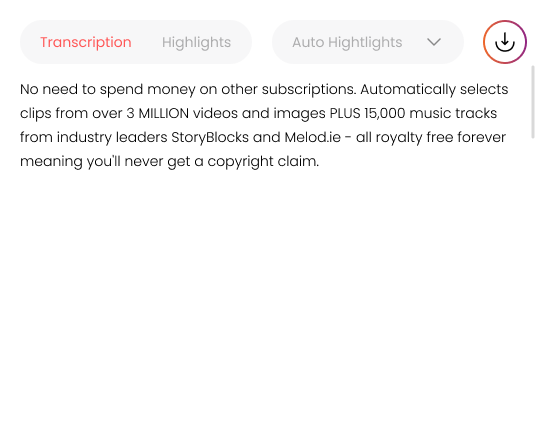 Transcription Highlights Auto Hightlights
No need to spend money on other subscriptions. Automatically selects
clips from over 3 MILLION videos and images PLUS 15,000 music tracks
from industry leaders StoryBlocks and Melod.ie - all royalty free forever
meaning you'll never get a copyright claim.